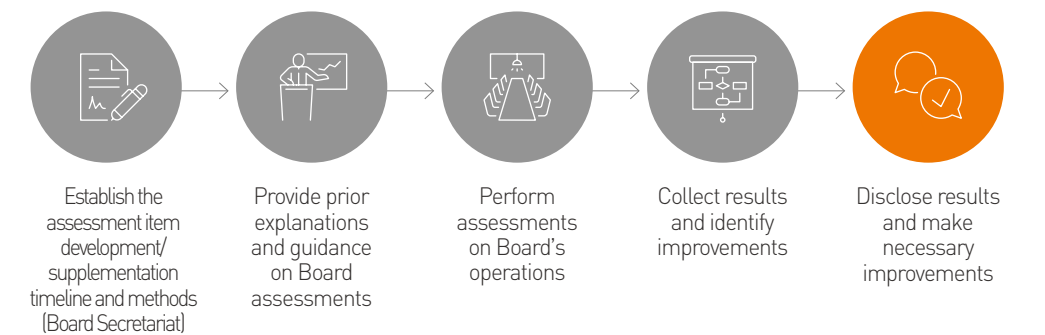 Establish the
assessment item
development/
supplementation
timeline and methods
(Board Secretariat)
Provide prior
explanations
and guidance
on Board
assessments
Perform
assessments
on Board's
operations
Collect results
and identify
improvements
Disclose results
and make
necessary
improvements